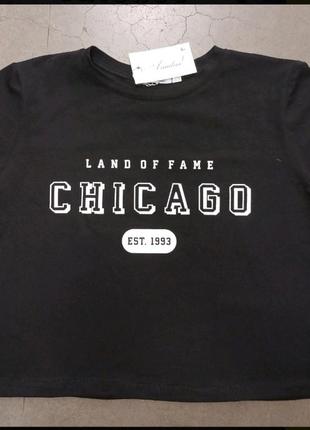 LAND OF FAME
CHICAGO
EST. 1993